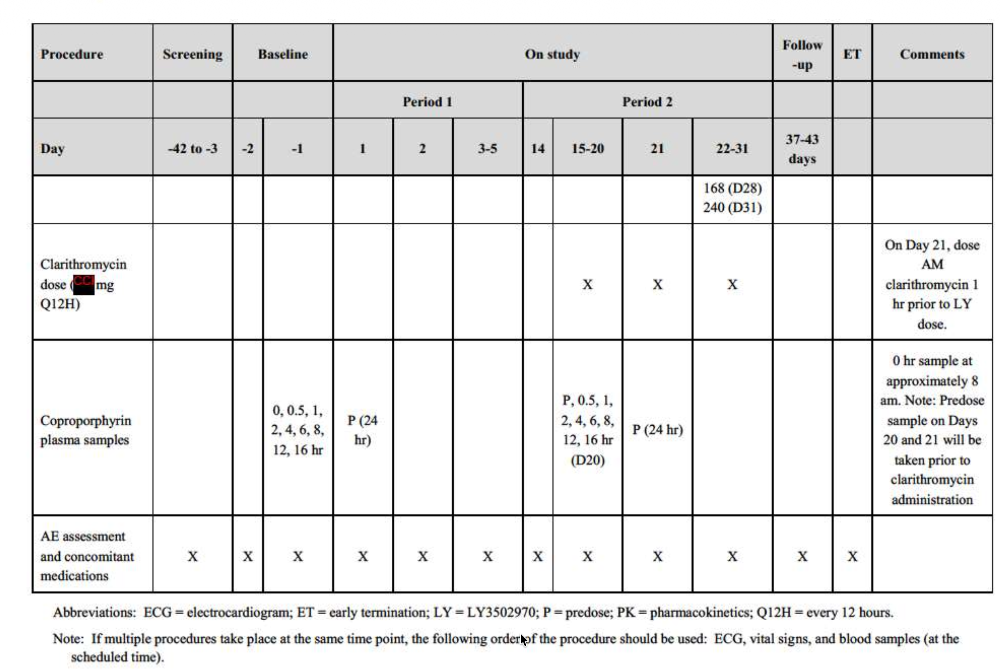 Procedure Screening Baseline On study Follow-up ET Comments
Period 1 Period 2
Day -42 to -3 -2 -1 1 2 3-5 14 15-20 21 22-31 37-43 days
168 (D28)
240 (D31)
Clarithromycin
dose (CCI mg
Q12H)
X X X
On Day 21, dose
AM
clarithromycin 1
hr prior to LY
dose.
Coproporphyrin
plasma samples
0, 0.5, 1,
2, 4, 6, 8,
12, 16 hr
P (24
hr)
P, 0.5, 1,
2, 4, 6, 8,
12, 16 hr
(D20)
P (24 hr)
0 hr sample at
approximately 8
am. Note: Predose
sample on Days
20 and 21 will be
taken prior to
clarithromycin
administration
AE assessment
and concomitant
medications
X X X X X X X X X X X X
Abbreviations: ECG = electrocardiogram; ET = early termination; LY = LY3502970; P = predose; PK = pharmacokinetics; Q12H = every 12 hours.
Note: If multiple procedures take place at the same time point, the following order of the procedure should be used: ECG, vital signs, and blood samples (at the
scheduled time).